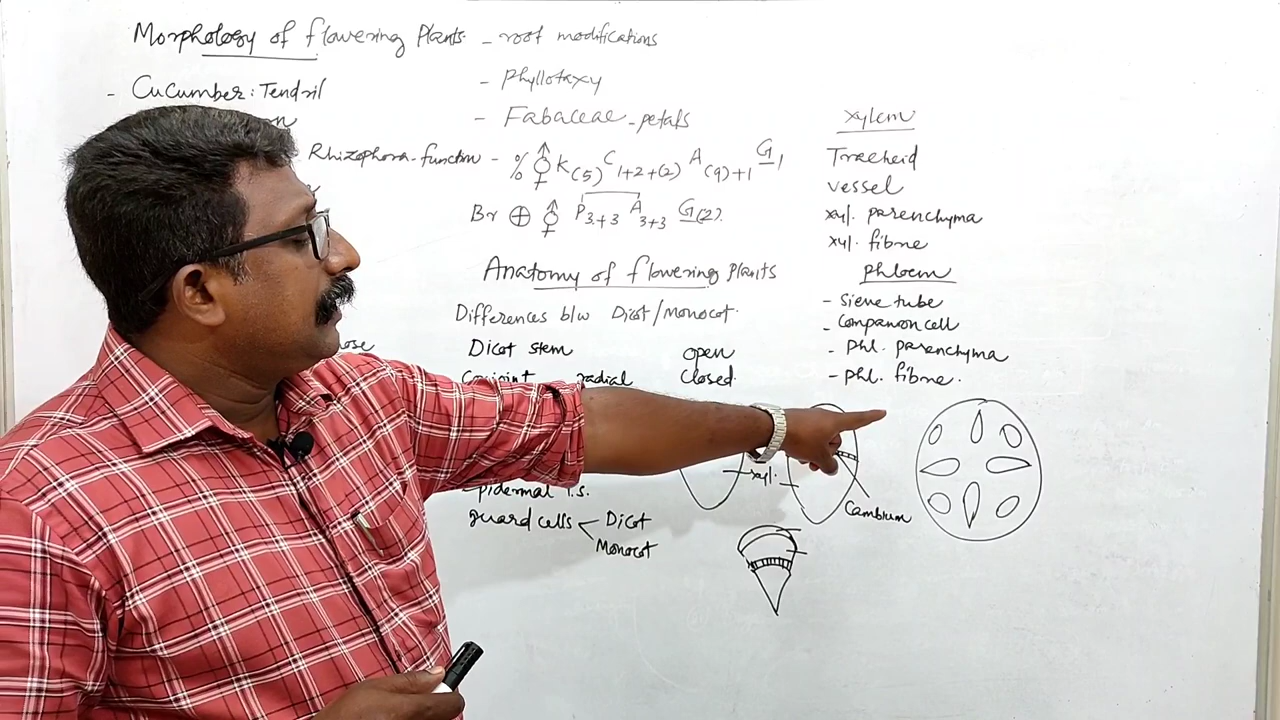 Morphology of flowering Plants - root modifications
- Cucumber: Tendril
- Phyllotaxy
- Fabaceae - petals
Rhizophora - function
- % ⚥ K(5) C1+2+(2) A(9)+1 G1
Br ⊕ ⚥ P3+3 A3+3 G(2).
Anatomy of flowering Plants
Differences b/w Dicot/Monocot.
Dicot stem
open
Conjoint radial
closed.
T.S.
guard cells
Dicot
Monocot
xylem
Tracheid
vessel
xyl. parenchyma
xyl. fibre
Phloem
- Sieve tube
- Companion cell
- Phl. parenchyma
- Phl. fibre.
xyl.
Cambium